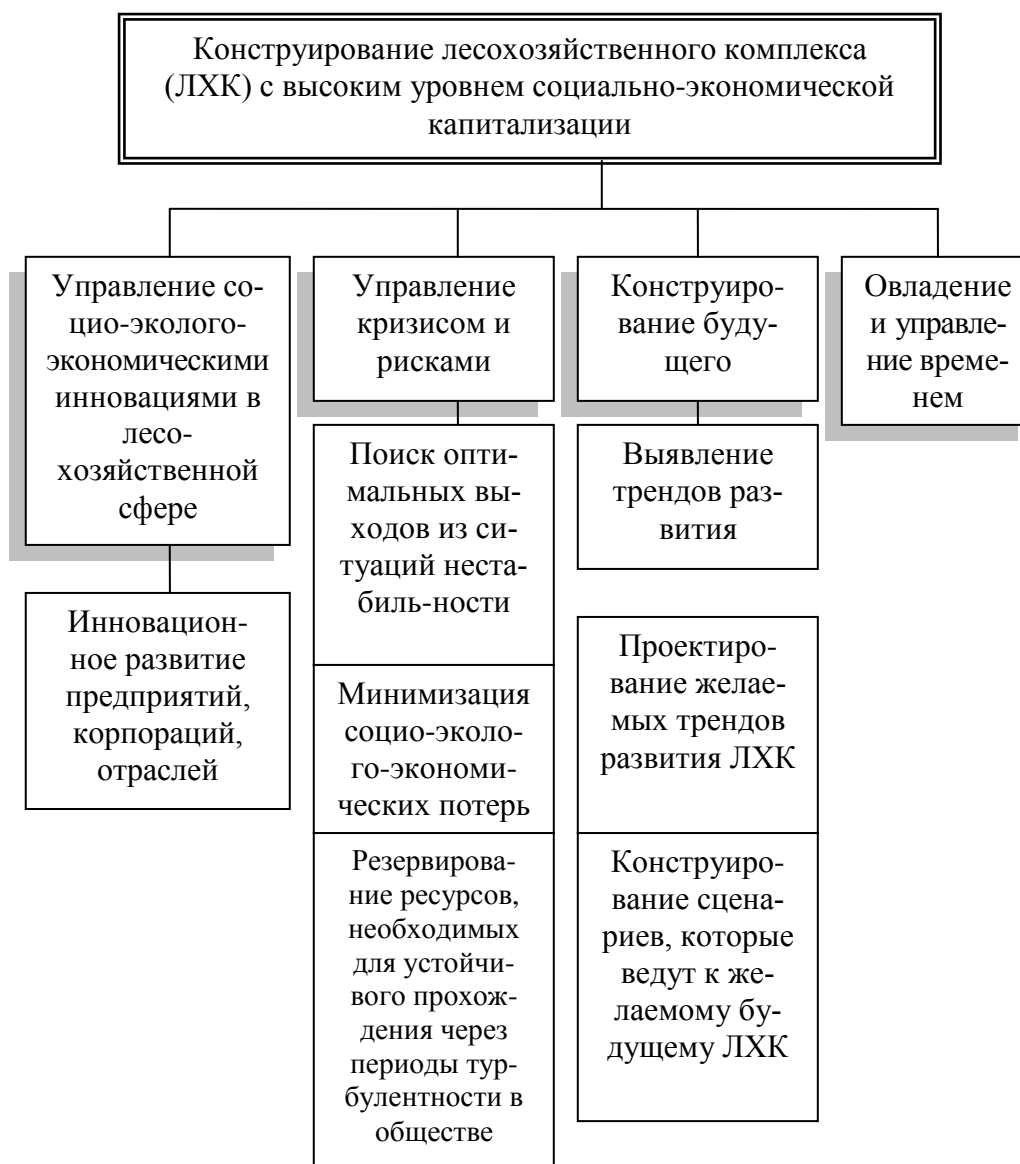 Конструирование лесохозяйственного комплекса
(ЛХК) с высоким уровнем социально-экономической
капитализации
Управление со-
цио-эколого-
экономическими
инновациями в
лесо-
хозяйственной
сфере
Инновацион-
ное развитие
предприятий,
корпораций,
отраслей
Управление
кризисом и
рисками
Поиск опти-
мальных вы-
ходов из си-
туаций неста-
биль-ности
Минимизация
социо-эколо-
го-экономи-
ческих потерь
Резервирова-
ние ресурсов,
необходимых
для устойчи-
вого прохож-
дения через
периоды тур-
булентности в
обществе
Конструиро-
вание буду-
щего
Выявление
трендов раз-
вития
Проектиро-
вание желае-
мых трендов
развития ЛХК
Конструиро-
вание сцена-
риев, которые
ведут к же-
лаемому бу-
дущему ЛХК
Овладение
и управле-
ние време-
нем